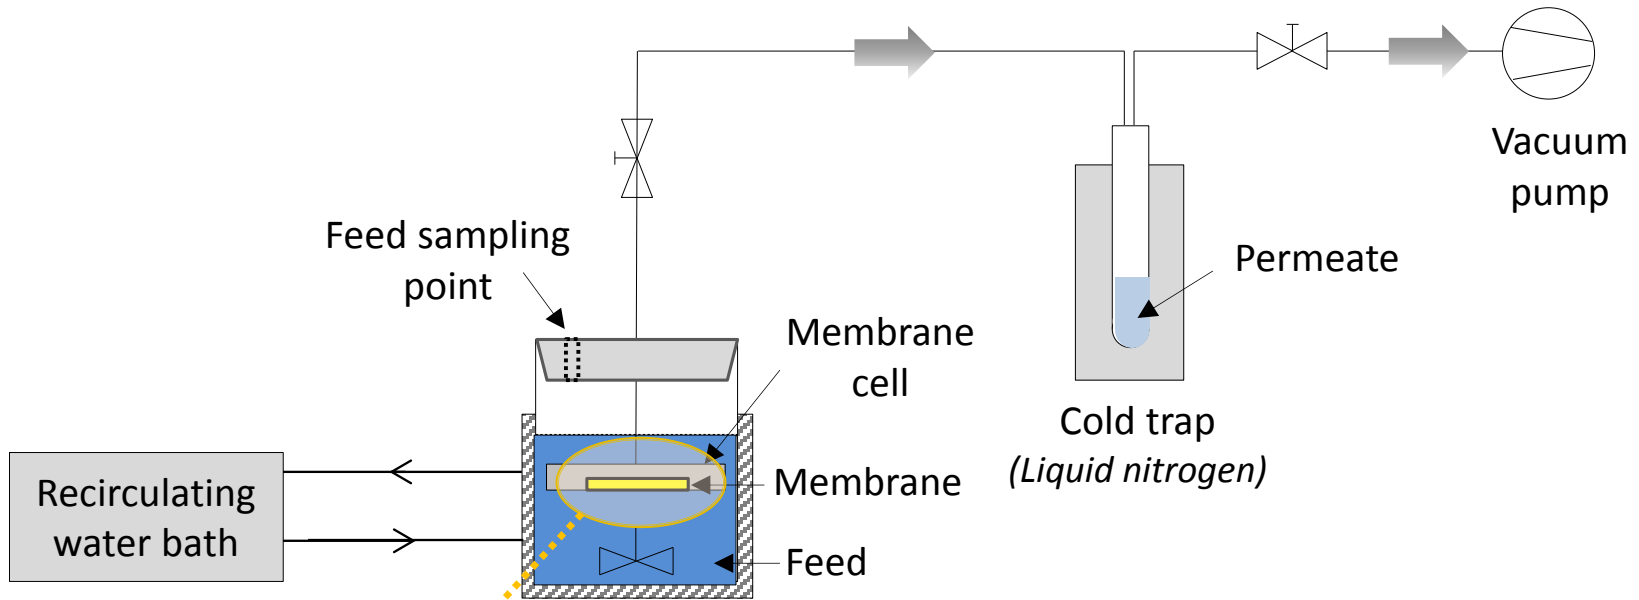 Vacuum
pump
Feed sampling
point
Permeate
Membrane
cell
Cold trap
(Liquid nitrogen)
Recirculating
water bath
Membrane
Feed